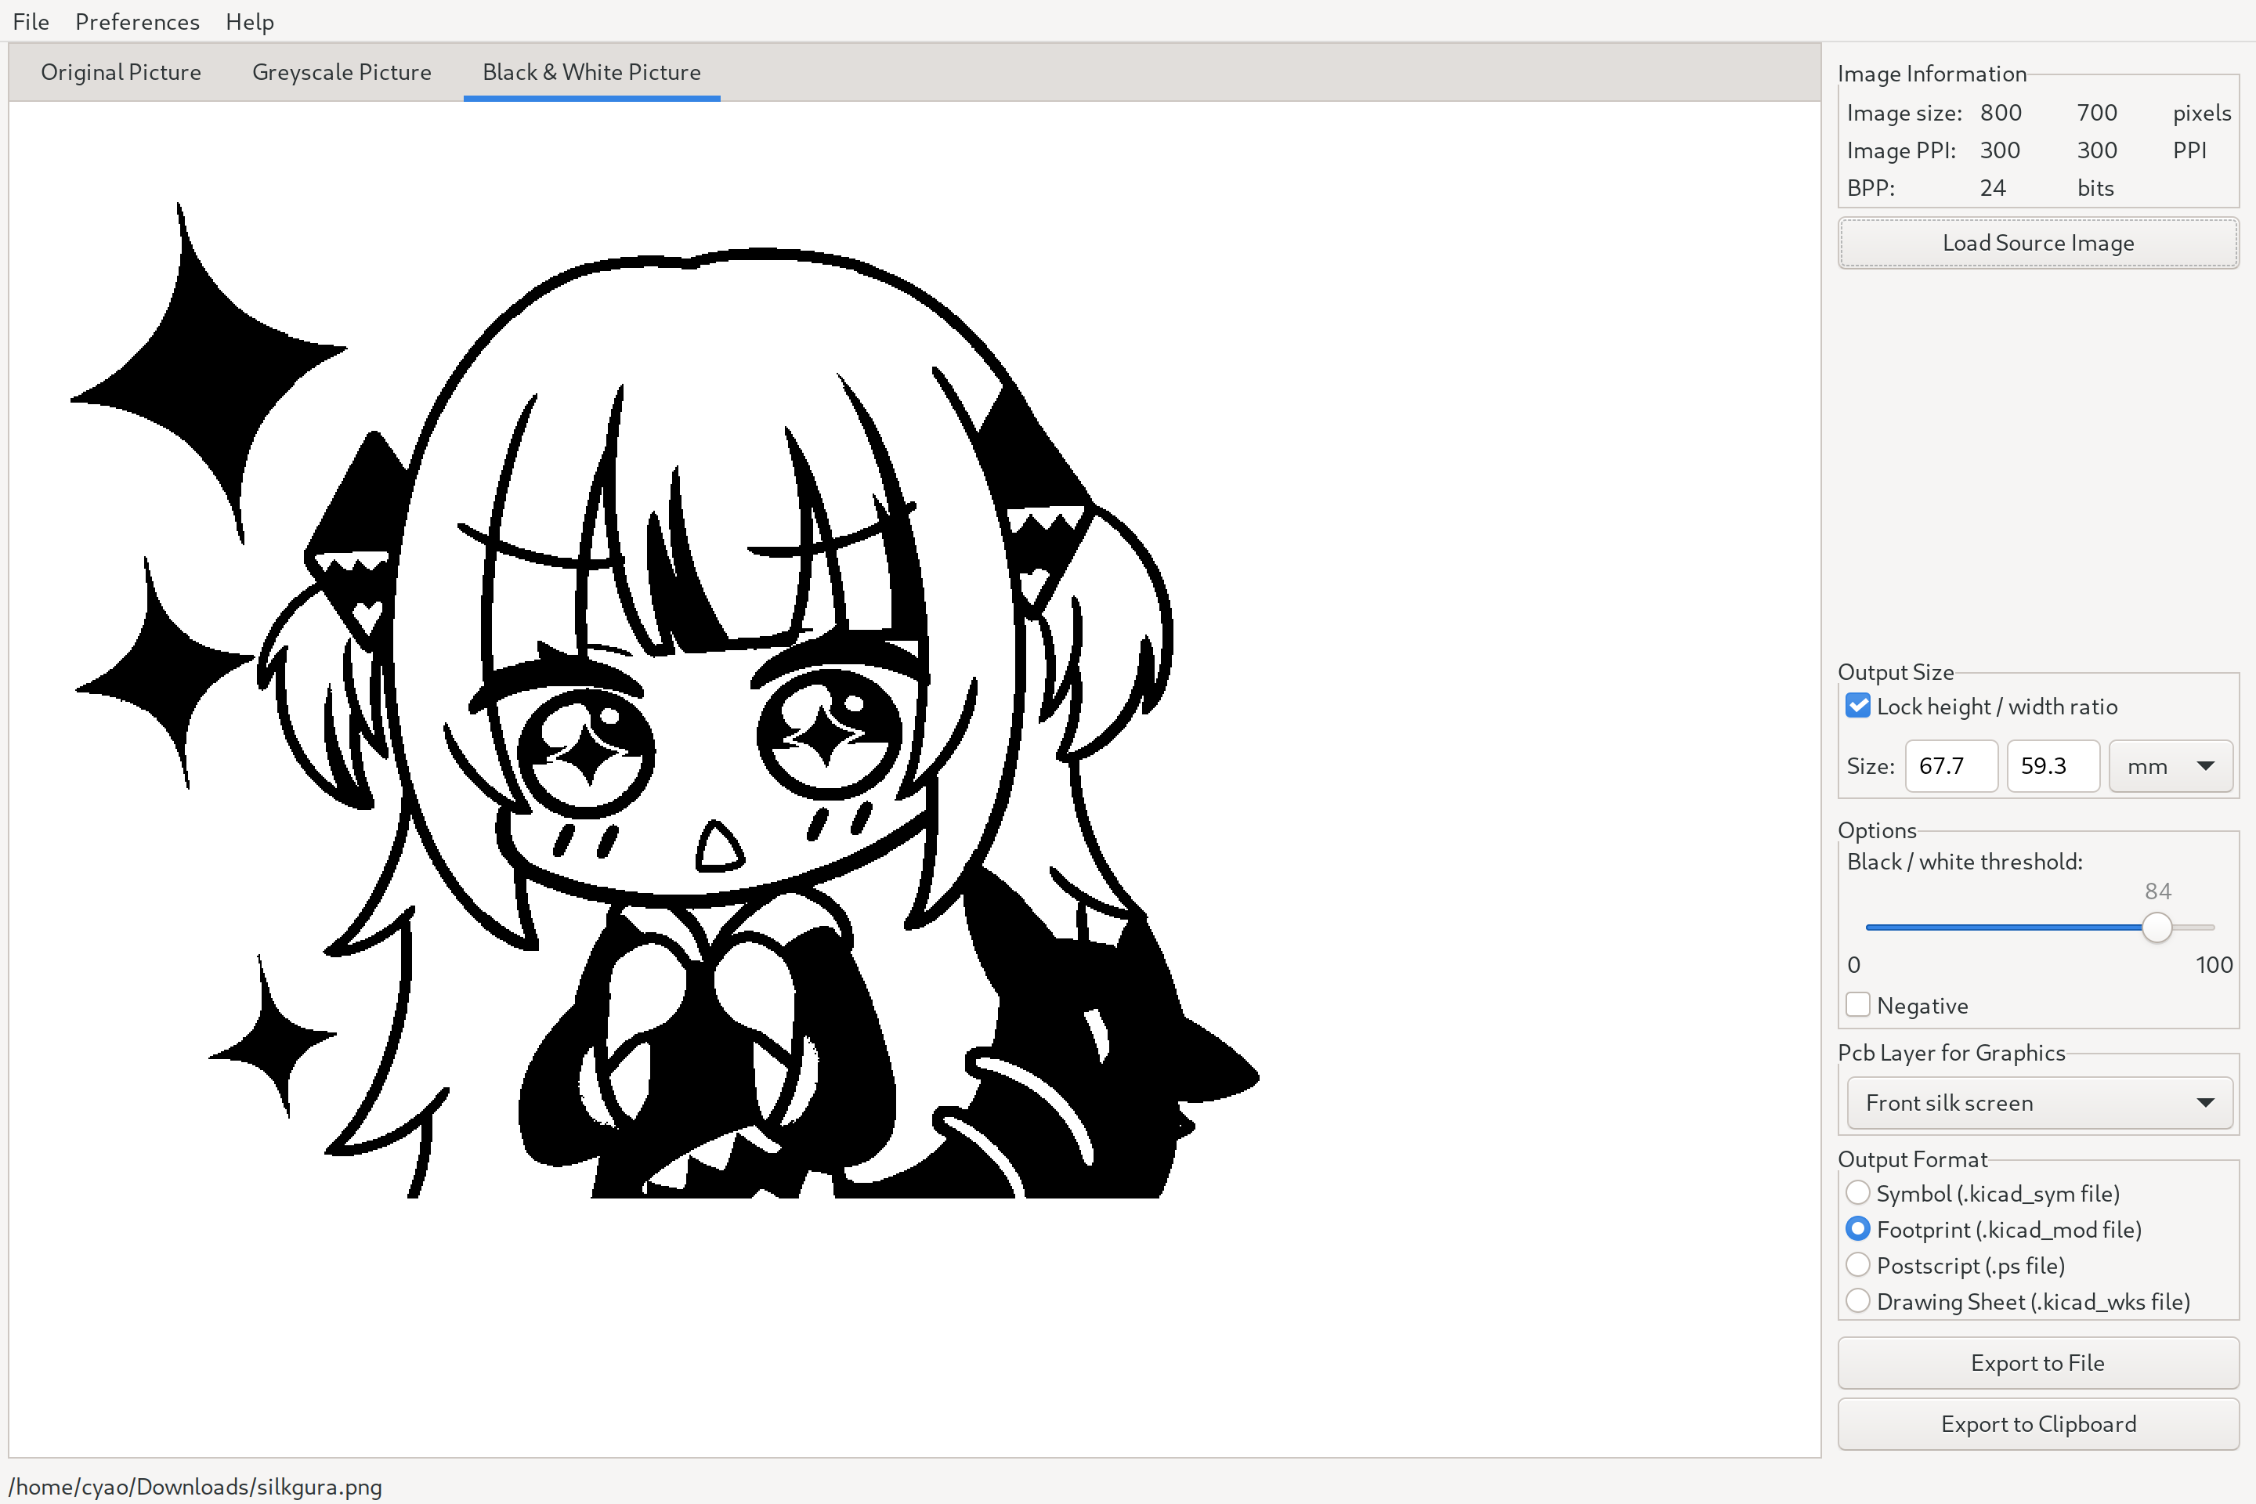 File Preferences Help
Original Picture Greyscale Picture Black & White Picture
Image Information
Image size: 800 700 pixels
Image PPI: 300 300 PPI
BPP: 24 bits
Load Source Image
Output Size
Lock height / width ratio
Size: 67.7 59.3 mm
Options
Black / white threshold:
84
0 100
Negative
Pcb Layer for Graphics
Front silk screen
Output Format
Symbol (.kicad_sym file)
Footprint (.kicad_mod file)
Postscript (.ps file)
Drawing Sheet (.kicad_wks file)
Export to File
Export to Clipboard
/home/cyao/Downloads/silkgura.png